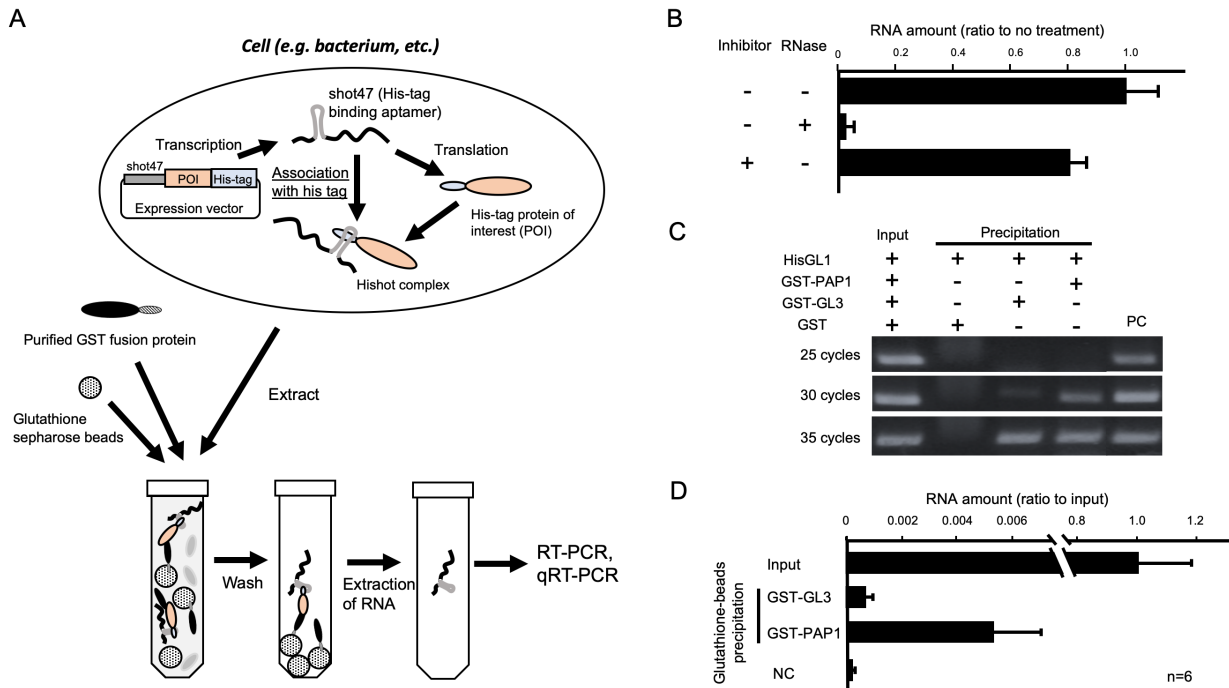 A
Cell (e.g. bacterium, etc.)
shot47 (His-tag
binding aptamer)
Transcription
Translation
shot47
POI
His-tag
Expression vector
Association
with his tag
His-tag protein of
interest (POI)
Hishot complex
Purified GST fusion protein
Glutathione
sepharose beads
Extract
Wash
Extraction
of RNA
RT-PCR,
qRT-PCR
B
RNA amount (ratio to no treatment)
Inhibitor RNase
0 0.2 0.4 0.6 0.8 1.0
- -
- +
+ -
C
Input Precipitation
HisGL1 + + + +
GST-PAP1 + - - +
GST-GL3 + - + -
GST + + - - PC
25 cycles
30 cycles
35 cycles
D
RNA amount (ratio to input)
0 0.002 0.004 0.006 0.8 1.0 1.2
Input
Glutathione-beads
precipitation
GST-GL3
GST-PAP1
NC
n=6